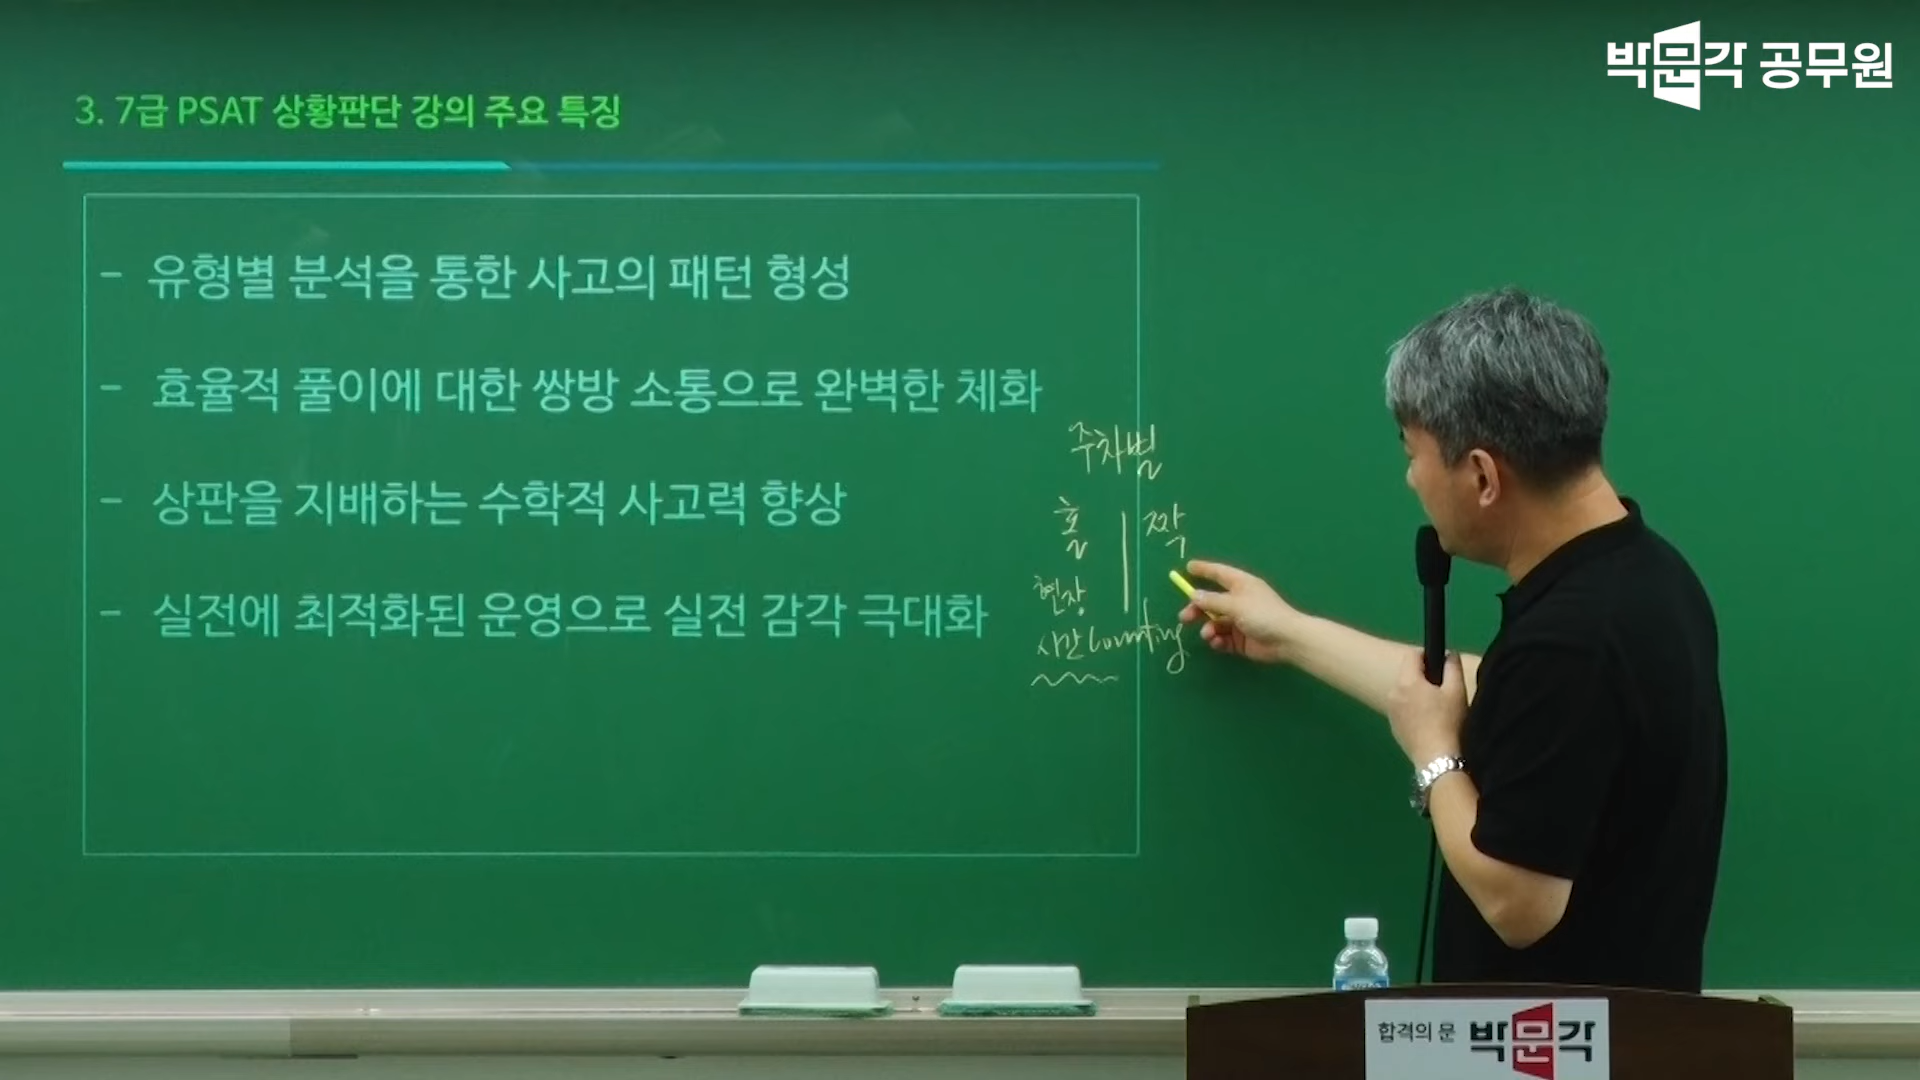 박문각 공무원
3. 7급 PSAT 상황판단 강의 주요 특징
- 유형별 분석을 통한 사고의 패턴 형성
- 효율적 풀이에 대한 쌍방 소통으로 완벽한 체화
- 상판을 지배하는 수학적 사고력 향상
- 실전에 최적화된 운영으로 실전 감각 극대화
주차별
홀 짝
현장
시간 counting
합격의 문 박문각